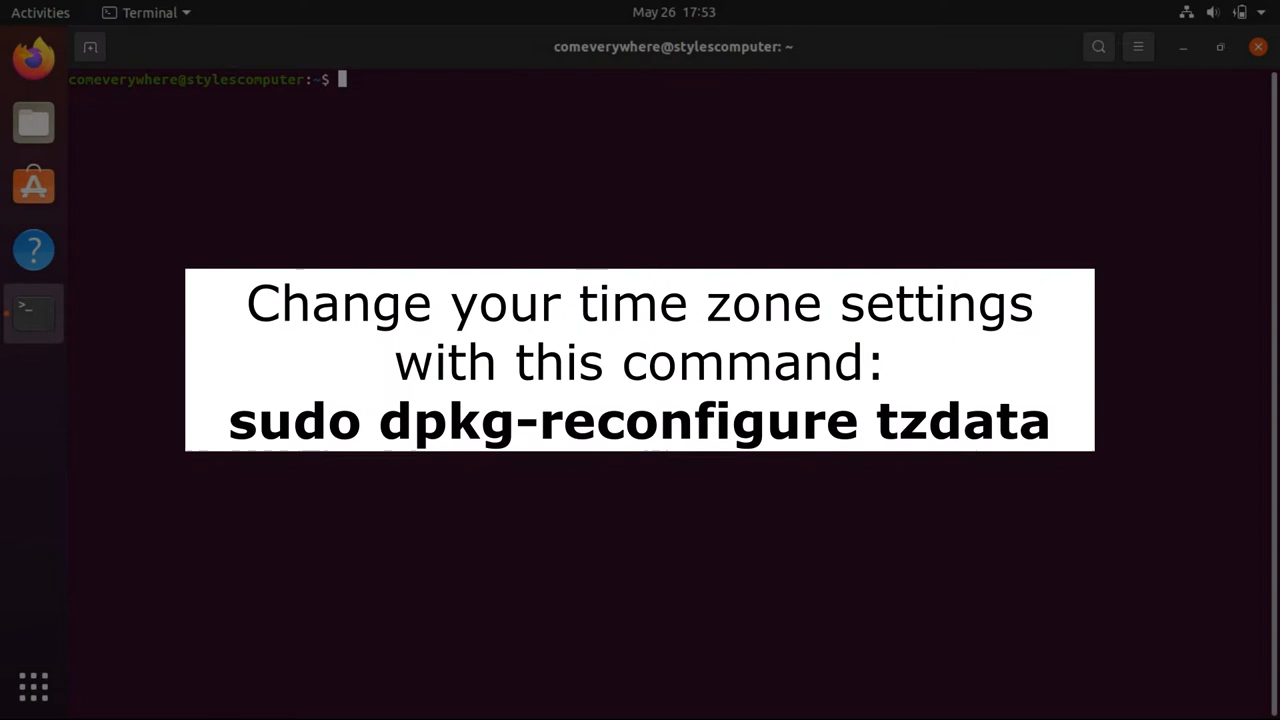 Activities
Terminal
May 26 17:53
comeverywhere@stylescomputer: ~
comeverywhere@stylescomputer:~$
Change your time zone settings
with this command:
sudo dpkg-reconfigure tzdata